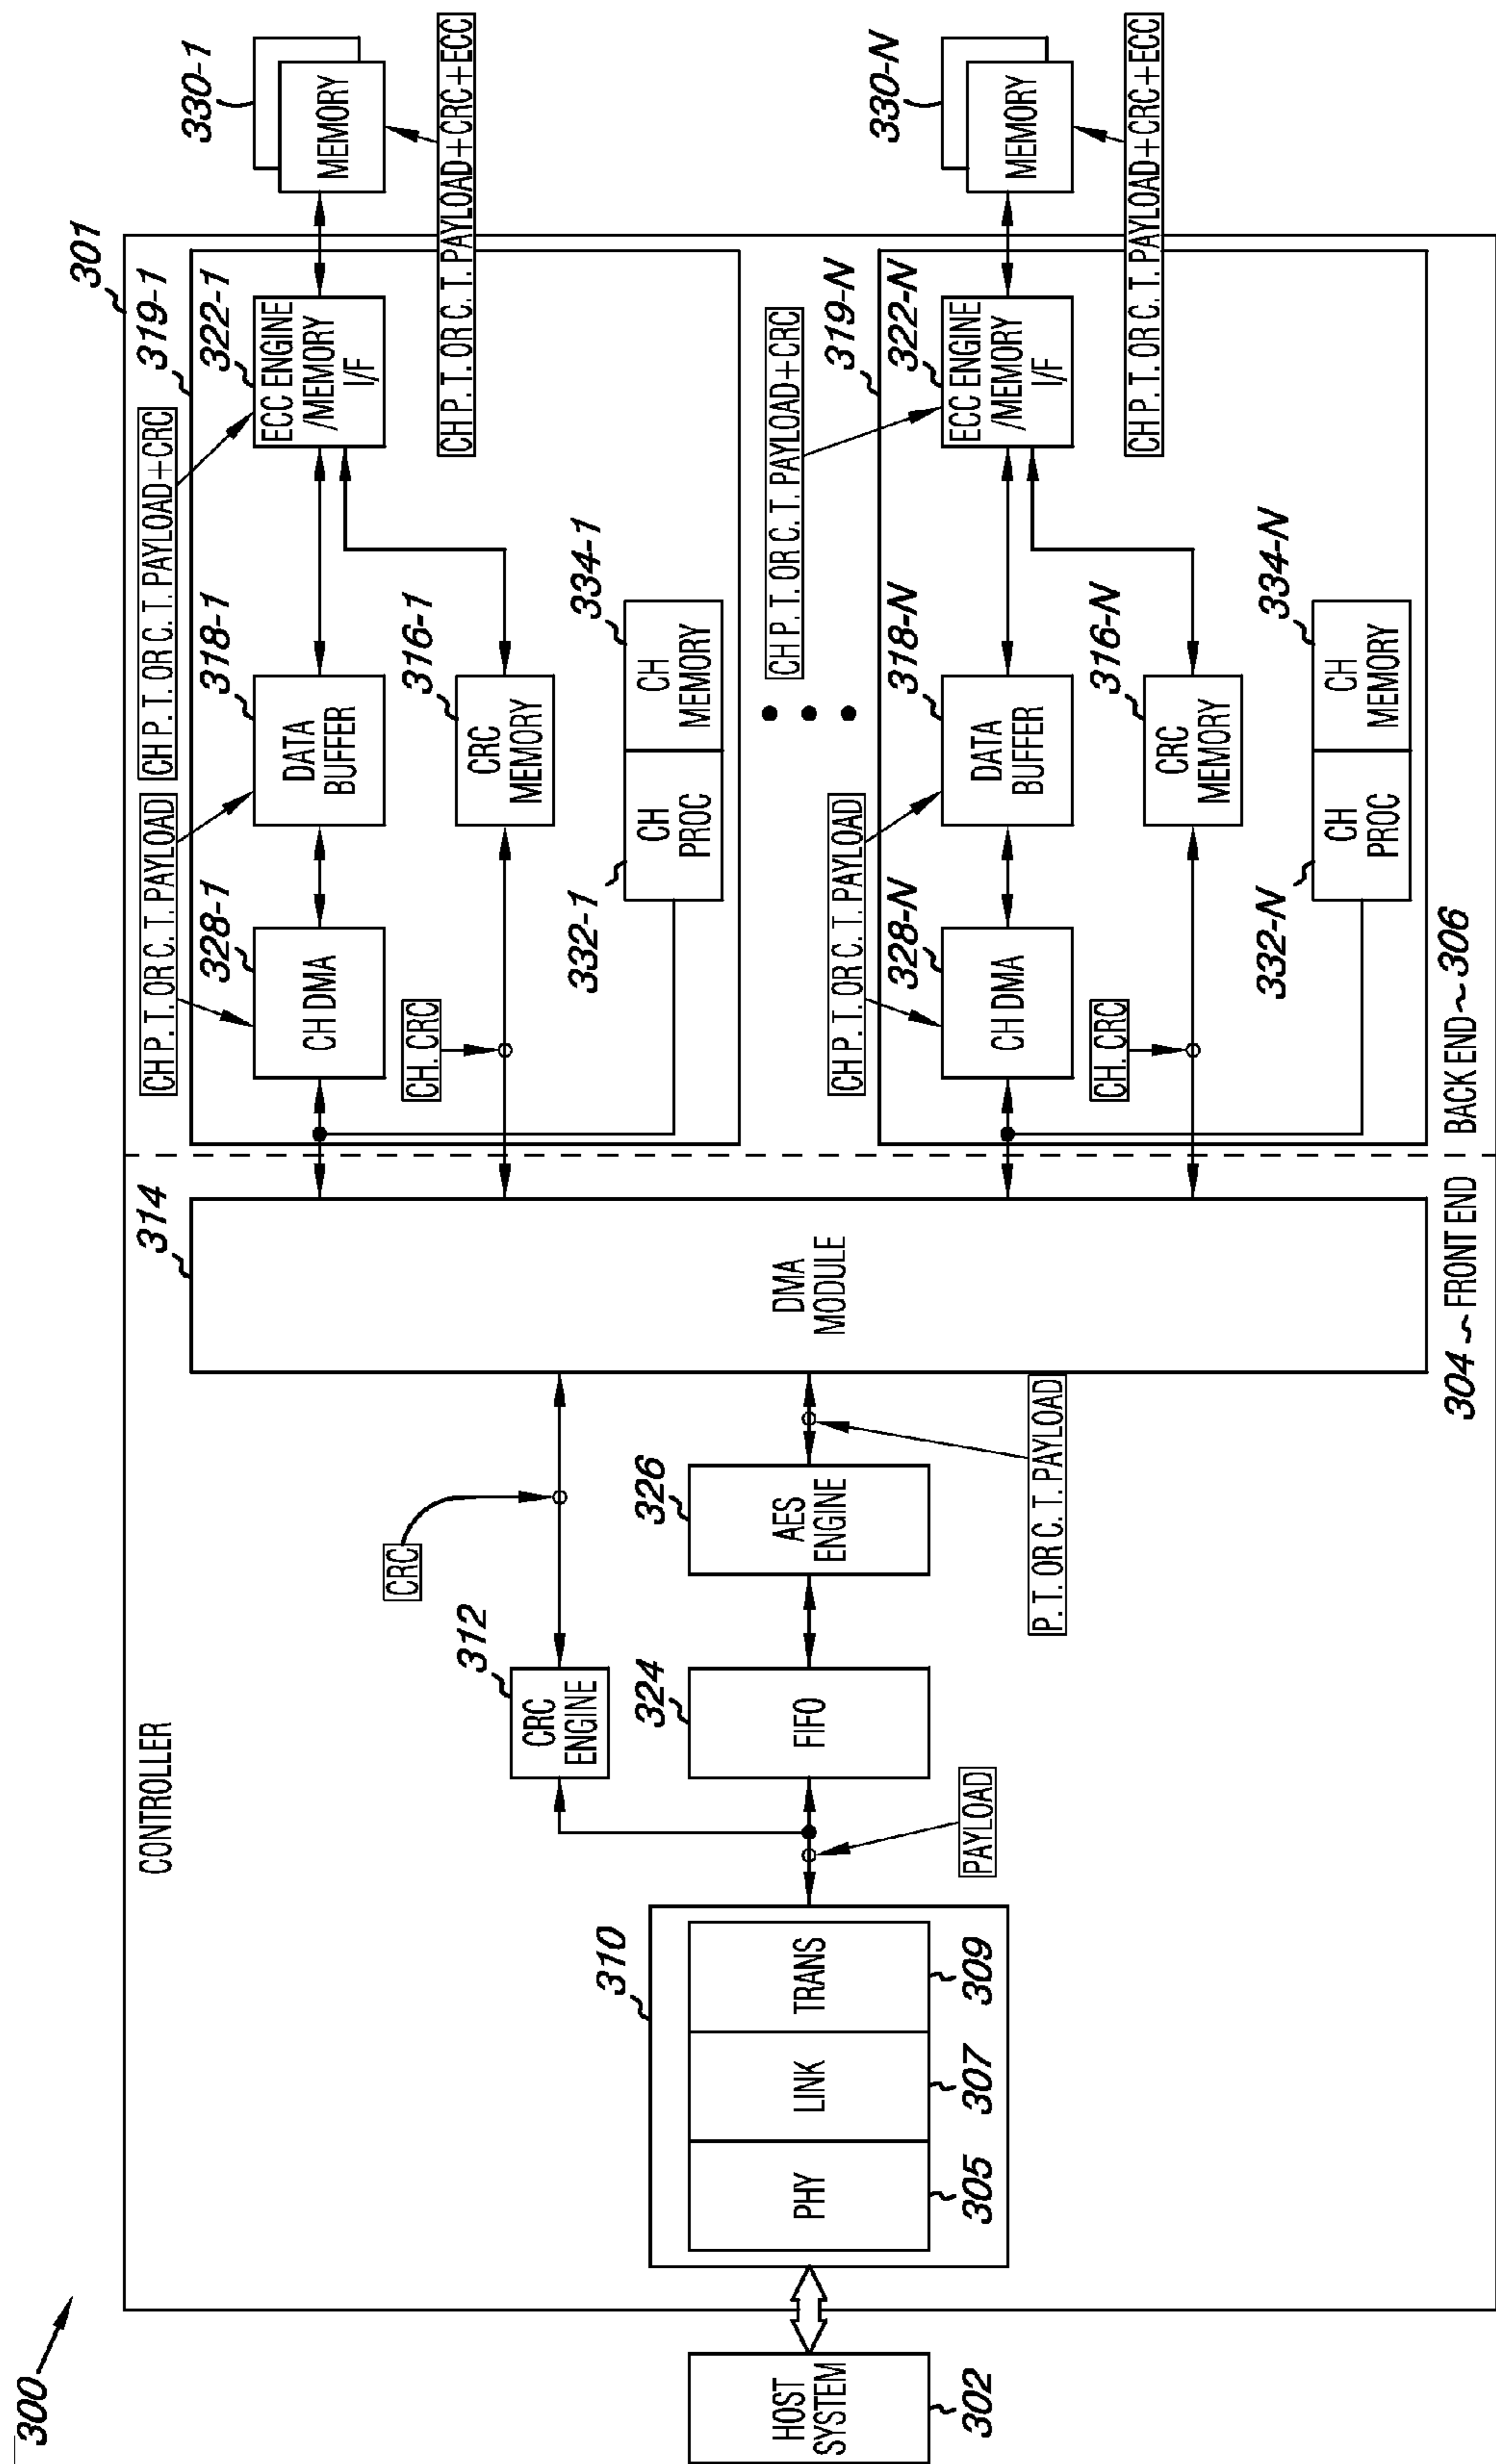 300
HOST
SYSTEM
302
CONTROLLER
310
PHY
LINK
TRANS
305
307
309
PAYLOAD
312
CRC
ENGINE
CRC
324
FIFO
326
AES
ENGINE
P. T. OR C. T. PAYLOAD
314
DMA
MODULE
304 ~ FRONT END
BACK END ~ 306
301
319-1
CH P. T. OR C. T. PAYLOAD
CH P. T. OR C. T. PAYLOAD+CRC
328-1
CH DMA
318-1
DATA
BUFFER
322-1
ECC ENGINE
/MEMORY
I/F
CH. CRC
316-1
CRC
MEMORY
332-1
CH
PROC
334-1
CH
MEMORY
330-1
MEMORY
CH P. T. OR C. T. PAYLOAD+CRC+ECC
319-N
CH P. T. OR C. T. PAYLOAD
CH P. T. OR C. T. PAYLOAD+CRC
328-N
CH DMA
318-N
DATA
BUFFER
322-N
ECC ENGINE
/MEMORY
I/F
CH. CRC
316-N
CRC
MEMORY
332-N
CH
PROC
334-N
CH
MEMORY
330-N
MEMORY
CH P. T. OR C. T. PAYLOAD+CRC+ECC